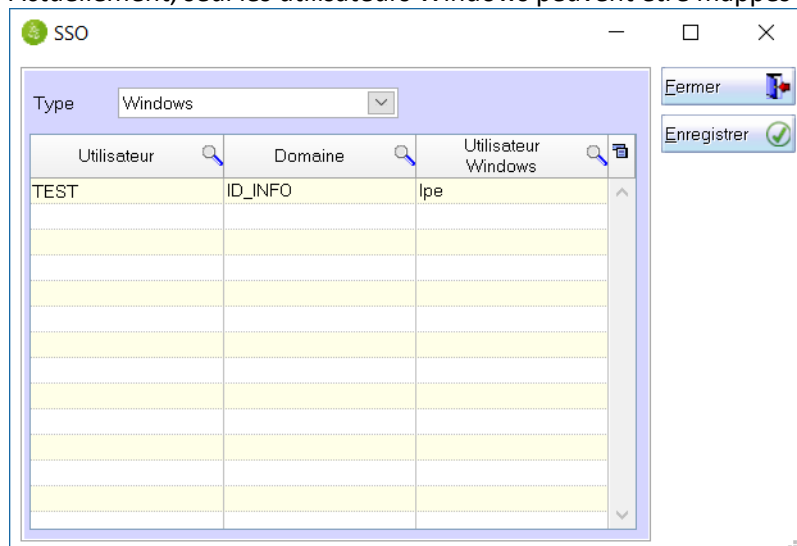 Actuellement, seul les utilisateurs Windows peuvent être mappés
SSO
Type Windows
Fermer
Enregistrer
Utilisateur Domaine Utilisateur Windows
TEST ID_INFO lpe